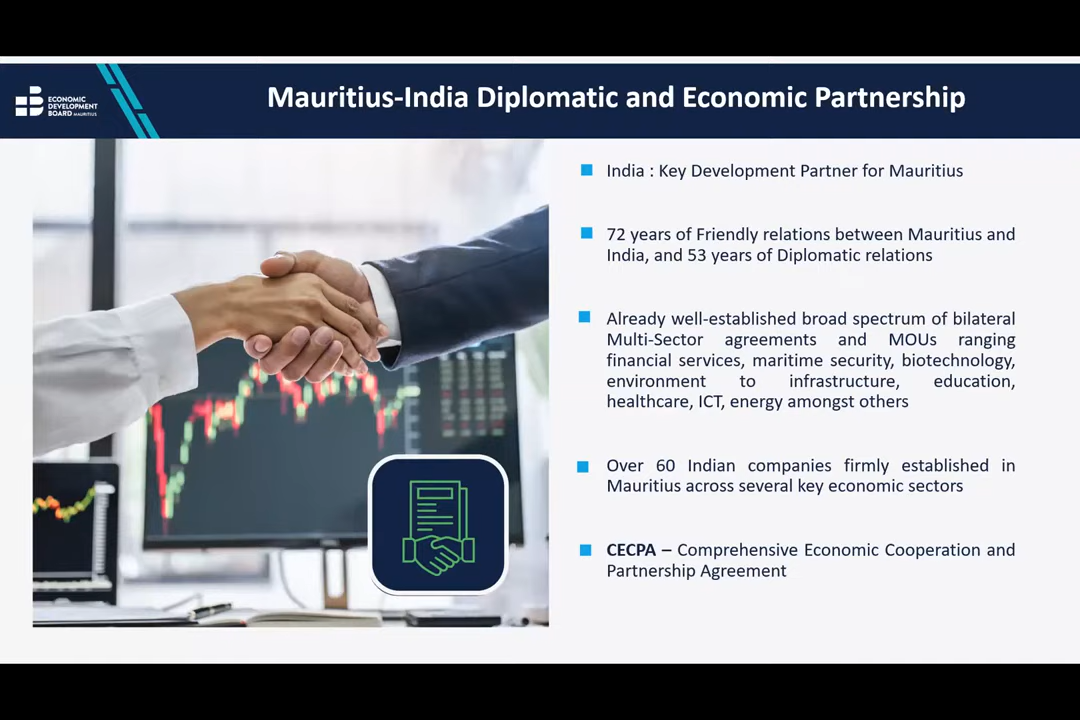 ECONOMIC
DEVELOPMENT
BOARD MAURITIUS
Mauritius-India Diplomatic and Economic Partnership
India : Key Development Partner for Mauritius
72 years of Friendly relations between Mauritius and
India, and 53 years of Diplomatic relations
Already well-established broad spectrum of bilateral
Multi-Sector agreements and MOUs ranging
financial services, maritime security, biotechnology,
environment to infrastructure, education,
healthcare, ICT, energy amongst others
Over 60 Indian companies firmly established in
Mauritius across several key economic sectors
CECPA – Comprehensive Economic Cooperation and
Partnership Agreement